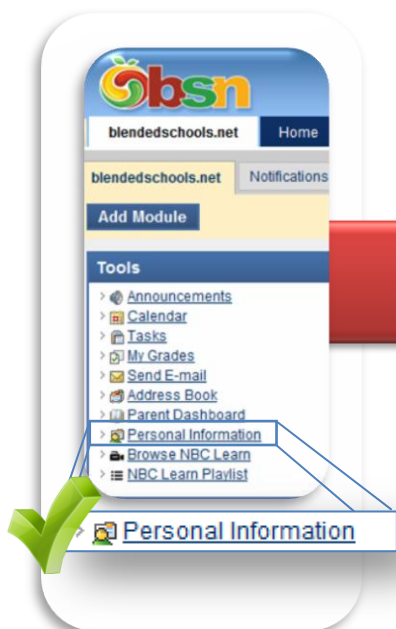 bsn
blendedschools.net Home
blendedschools.net Notifications
Add Module
Tools
Announcements
Calendar
Tasks
My Grades
Send E-mail
Address Book
Parent Dashboard
Personal Information
Browse NBC Learn
NBC Learn Playlist
Personal Information